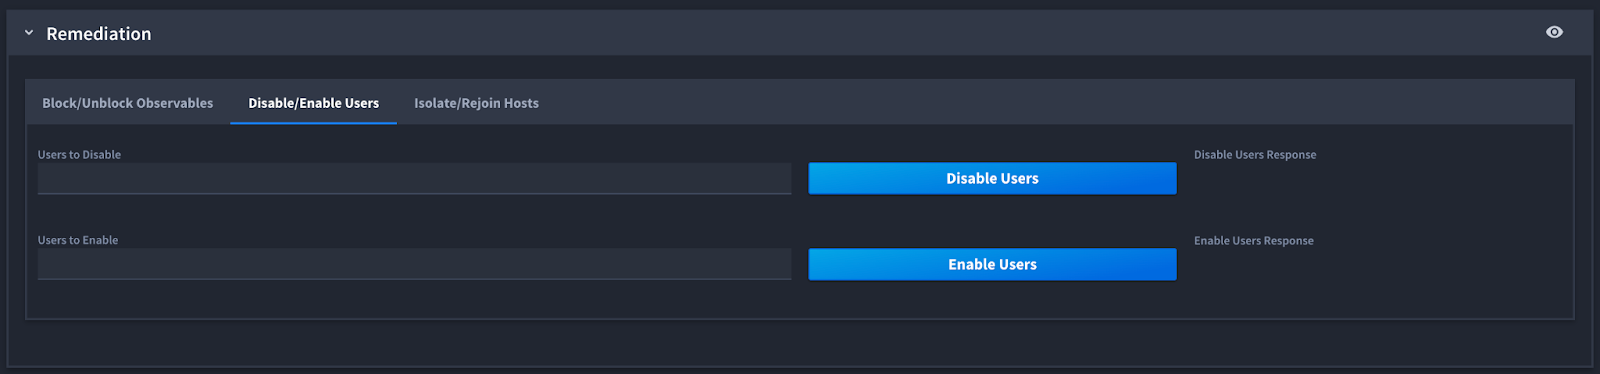 Remediation
Block/Unblock Observables Disable/Enable Users Isolate/Rejoin Hosts
Users to Disable
Disable Users
Disable Users Response
Users to Enable
Enable Users
Enable Users Response